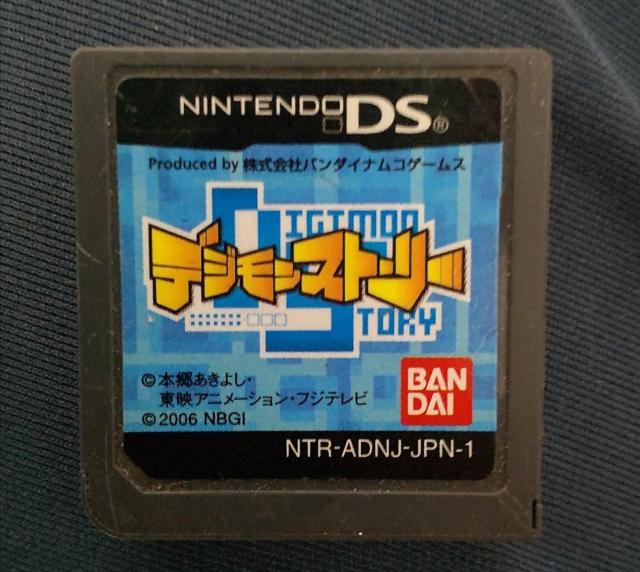 NINTENDO DS®
Produced by 株式会社バンダイナムコゲームス
DIGIMON
デジモンストーリー
STORY
©本郷あきよし・
東映アニメーション・フジテレビ
©2006 NBGI
BAN
DAI
NTR-ADNJ-JPN-1